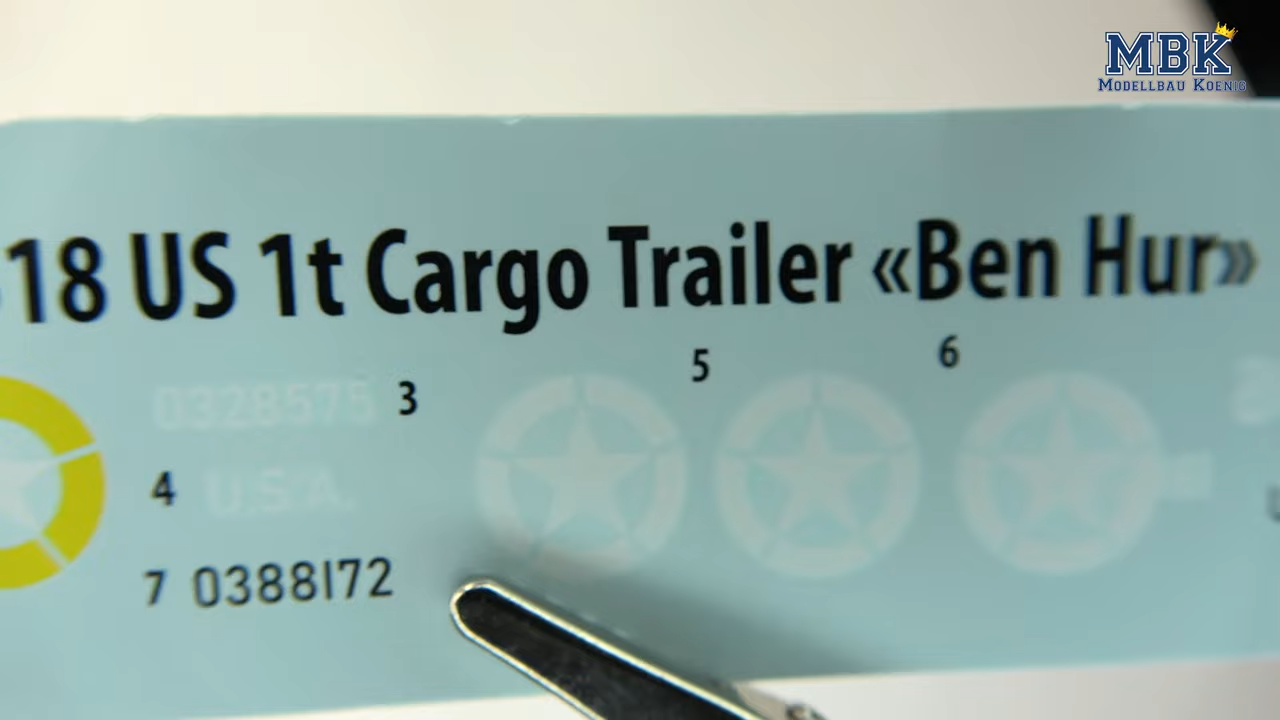 MBK
MODELLBAU KOENIG
18 US 1t Cargo Trailer «Ben Hur»
5
6
0328575 3
4 U.S.A.
7 0388172